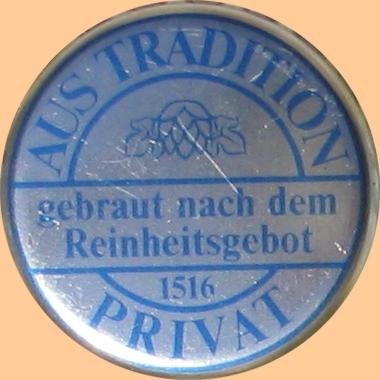 AUS TRADITION
gebraut nach dem
Reinheitsgebot
1516
PRIVAT